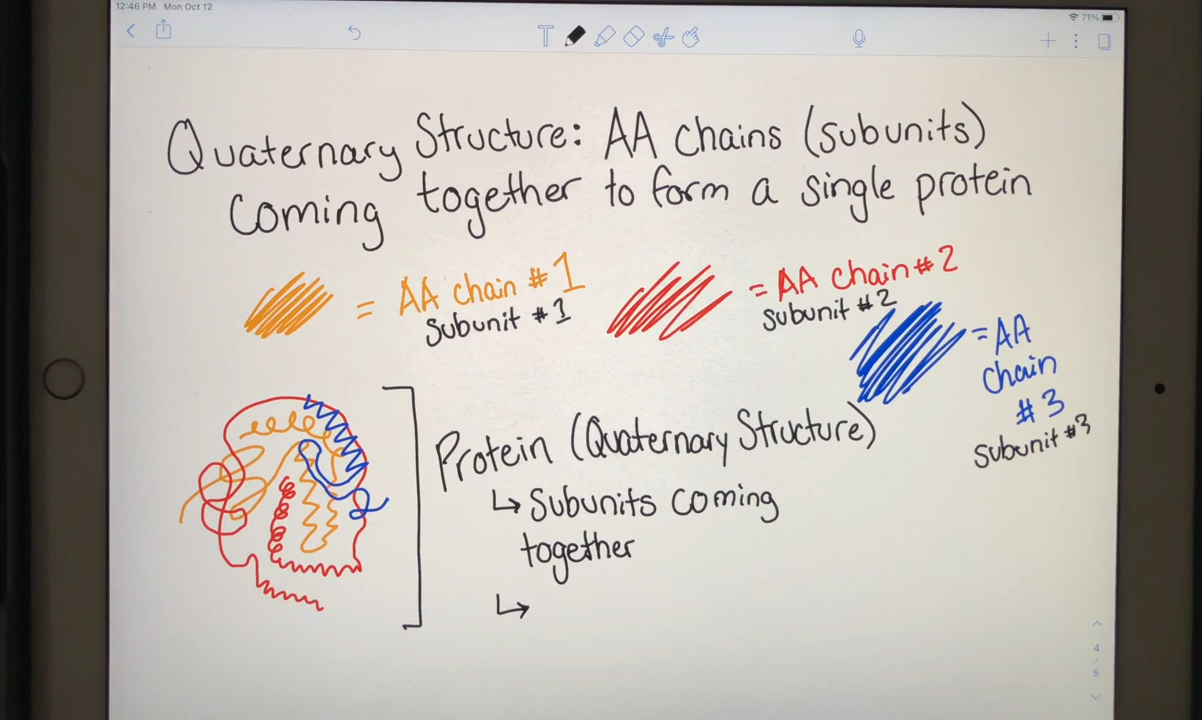 12:46 PM Mon Oct 12
71%
T
Quaternary Structure: AA chains (subunits)
coming together to form a single protein
= AA chain #1
subunit #1
= AA chain #2
subunit #2
= AA
chain
#3
subunit #3
Protein (Quaternary Structure)
↳ Subunits coming
together
↳
4
/
5